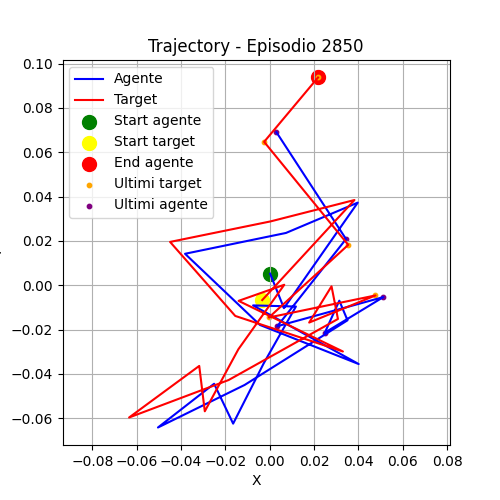 Trajectory - Episodio 2850
Agente
Target
Start agente
Start target
End agente
Ultimi target
Ultimi agente
0.10
0.08
0.06
0.04
0.02
0.00
−0.02
−0.04
−0.06
−0.08 −0.06 −0.04 −0.02 0.00 0.02 0.04 0.06 0.08
X